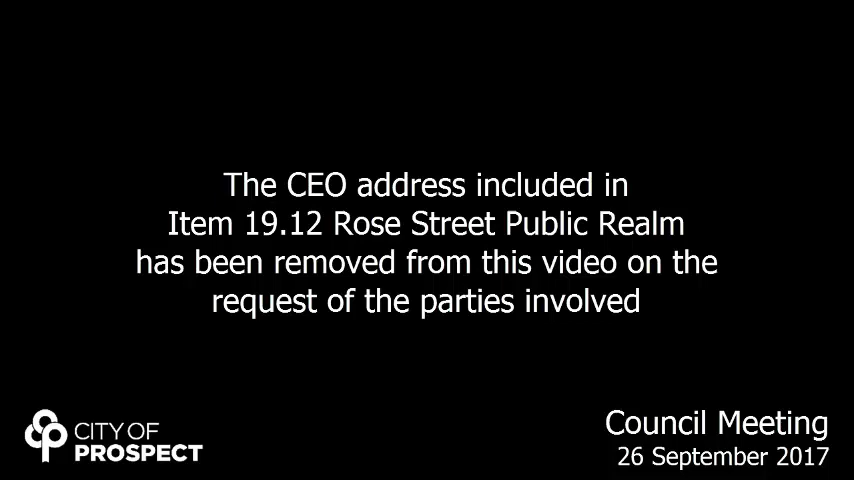 The CEO address included in
Item 19.12 Rose Street Public Realm
has been removed from this video on the
request of the parties involved
CITY OF
PROSPECT
Council Meeting
26 September 2017